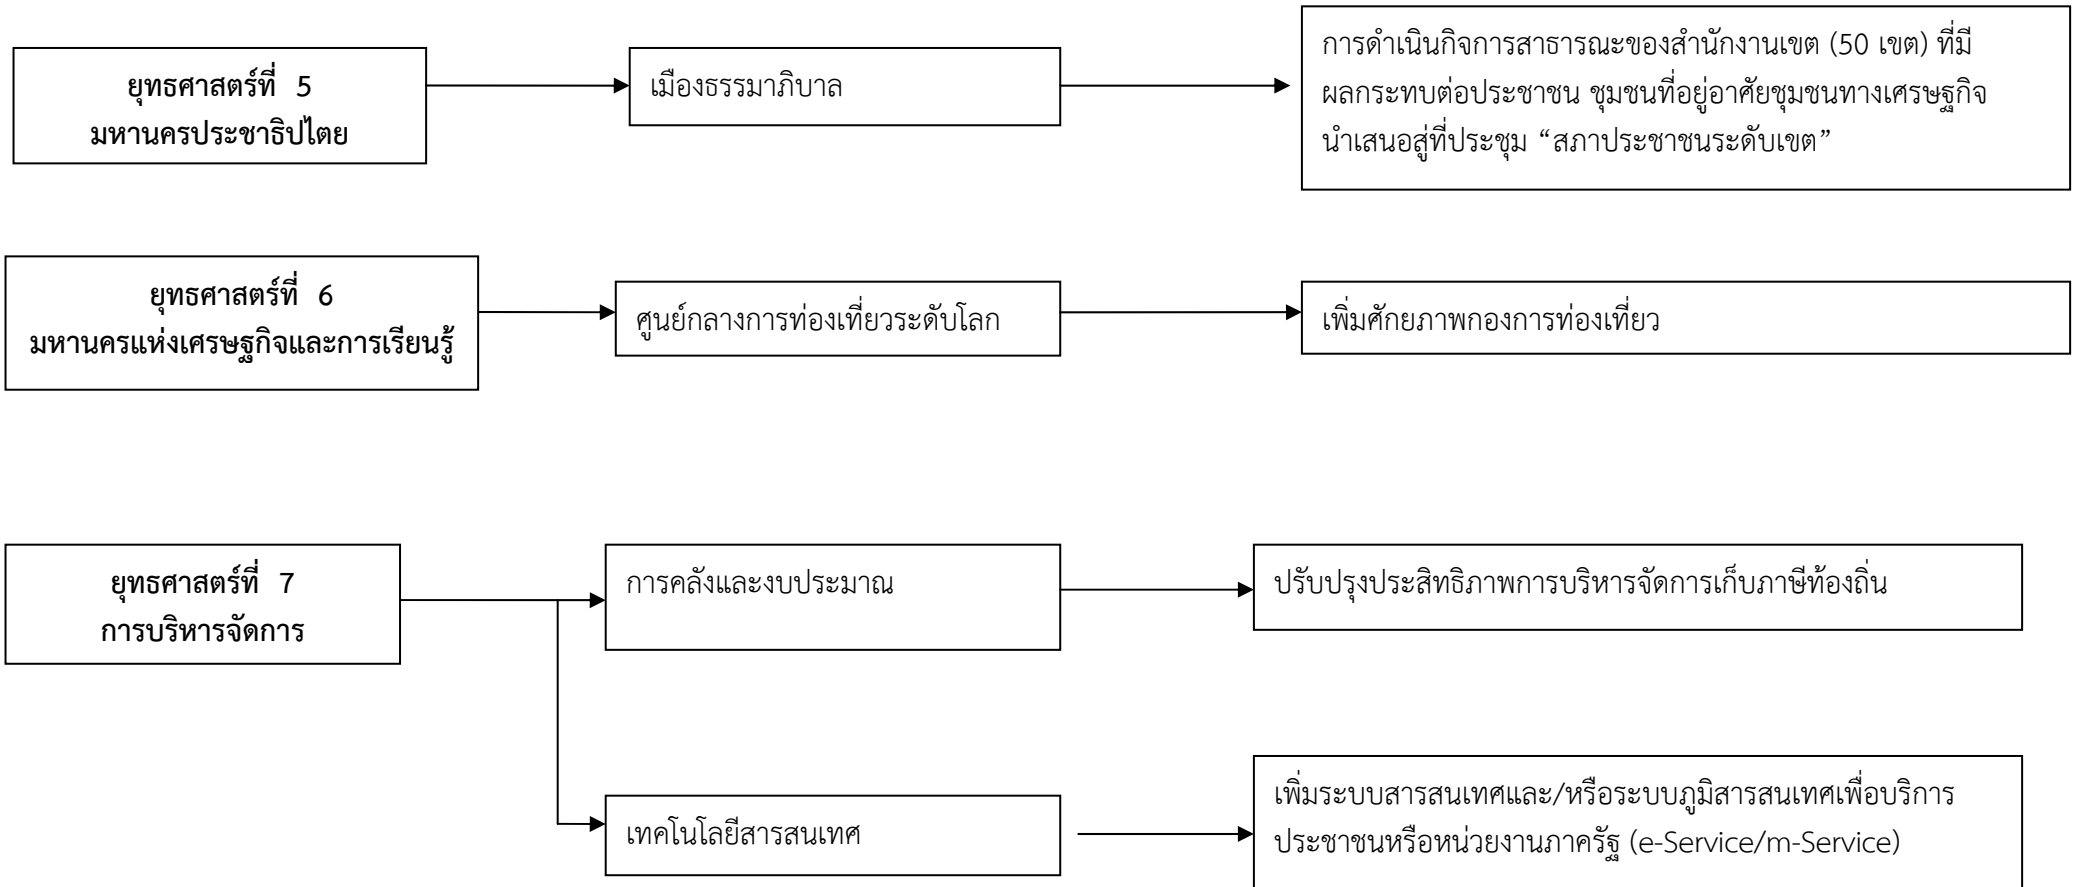 ยุทธศาสตร์ที่ 5
มหานครประชาธิปไตย
เมืองธรรมาภิบาล
การดำเนินกิจการสาธารณะของสำนักงานเขต (50 เขต) ที่มี
ผลกระทบต่อประชาชน ชุมชนที่อยู่อาศัยชุมชนทางเศรษฐกิจ
นำเสนอสู่ที่ประชุม “สภาประชาชนระดับเขต”
ยุทธศาสตร์ที่ 6
มหานครแห่งเศรษฐกิจและการเรียนรู้
ศูนย์กลางการท่องเที่ยวระดับโลก
เพิ่มศักยภาพกองการท่องเที่ยว
ยุทธศาสตร์ที่ 7
การบริหารจัดการ
การคลังและงบประมาณ
ปรับปรุงประสิทธิภาพการบริหารจัดการเก็บภาษีท้องถิ่น
เทคโนโลยีสารสนเทศ
เพิ่มระบบสารสนเทศและ/หรือระบบภูมิสารสนเทศเพื่อบริการ
ประชาชนหรือหน่วยงานภาครัฐ (e-Service/m-Service)